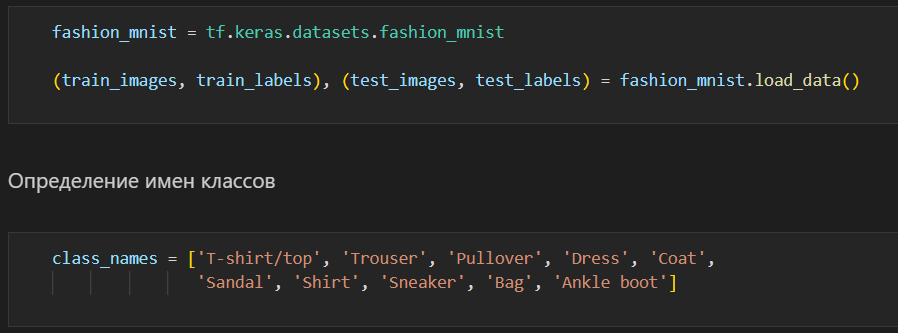 fashion_mnist = tf.keras.datasets.fashion_mnist
(train_images, train_labels), (test_images, test_labels) = fashion_mnist.load_data()
Определение имен классов
class_names = ['T-shirt/top', 'Trouser', 'Pullover', 'Dress', 'Coat',
'Sandal', 'Shirt', 'Sneaker', 'Bag', 'Ankle boot']